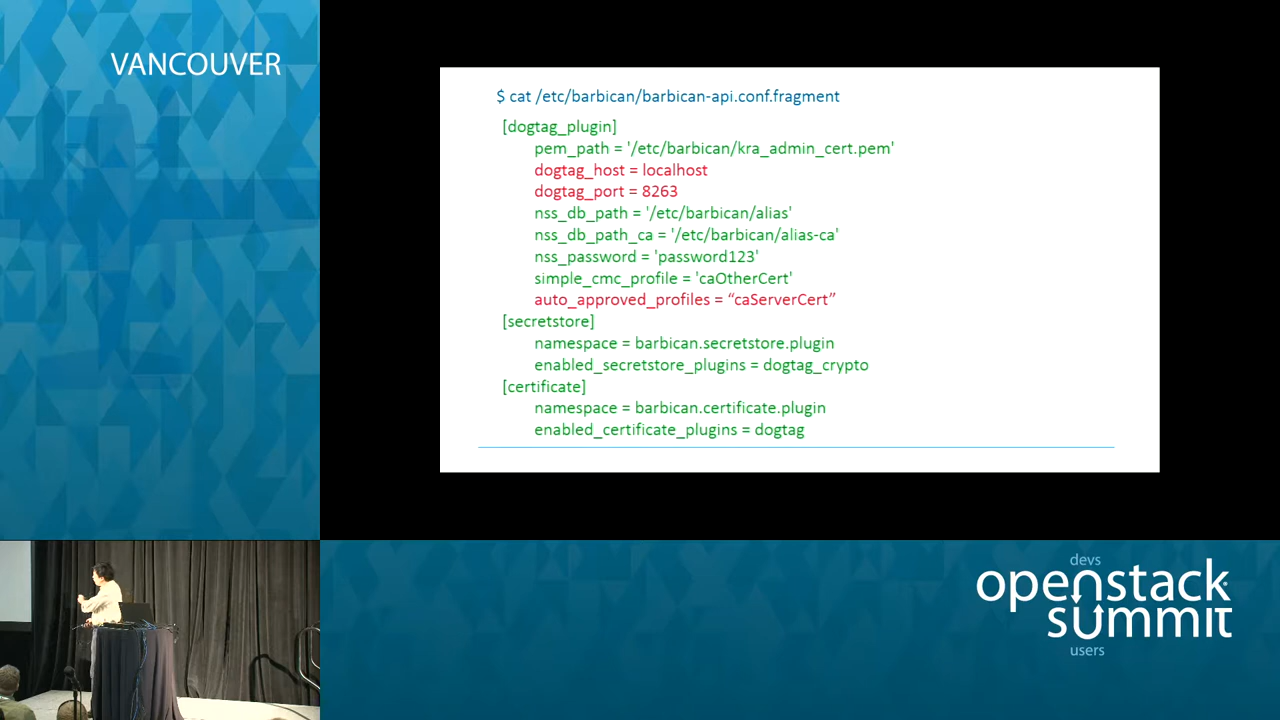 VANCOUVER
$ cat /etc/barbican/barbican-api.conf.fragment
[dogtag_plugin]
pem_path = '/etc/barbican/kra_admin_cert.pem'
dogtag_host = localhost
dogtag_port = 8263
nss_db_path = '/etc/barbican/alias'
nss_db_path_ca = '/etc/barbican/alias-ca'
nss_password = 'password123'
simple_cmc_profile = 'caOtherCert'
auto_approved_profiles = “caServerCert”
[secretstore]
namespace = barbican.secretstore.plugin
enabled_secretstore_plugins = dogtag_crypto
[certificate]
namespace = barbican.certificate.plugin
enabled_certificate_plugins = dogtag
devs
openstack
summit
users